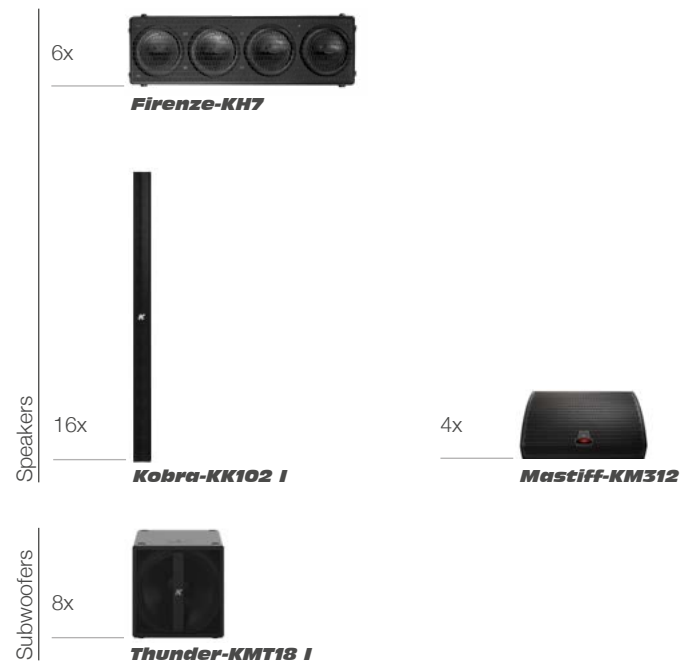 6x
Firenze-KH7
Speakers
16x
Kobra-KK102 I
4x
Mastiff-KM312
Subwoofers
8x
Thunder-KMT18 I